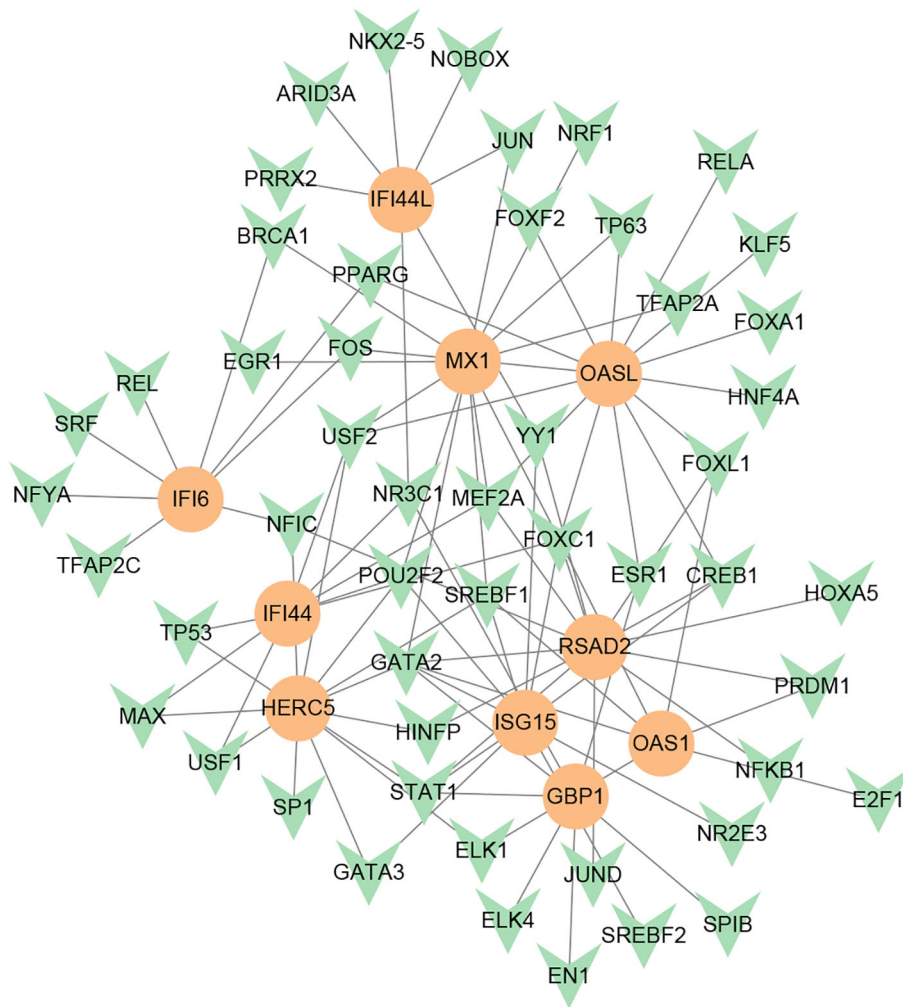 NKX2-5
NOBOX
ARID3A
JUN
NRF1
RELA
PRRX2
IFI44L
FOXF2
TP63
BRCA1
KLF5
PPARG
TFAP2A
FOXA1
EGR1
FOS
MX1
OASL
REL
HNF4A
SRF
USF2
YY1
FOXL1
NFYA
IFI6
NR3C1
MEF2A
NFIC
FOXC1
TFAP2C
POU2F2
ESR1
CREB1
SREBF1
HOXA5
IFI44
TP53
RSAD2
GATA2
PRDM1
HERC5
MAX
HINFP
ISG15
OAS1
USF1
NFKB1
SP1
STAT1
GBP1
E2F1
NR2E3
GATA3
ELK1
JUND
ELK4
SREBF2
SPIB
EN1